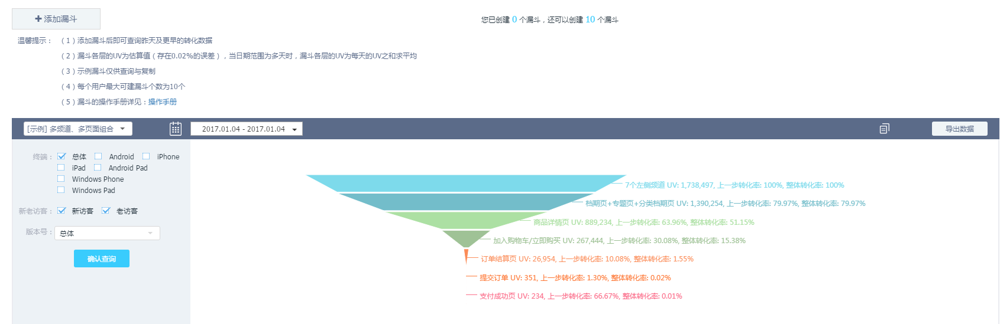 添加漏斗
您已创建 0 个漏斗，还可以创建 10 个漏斗
温馨提示： （1）添加漏斗后即可查询昨天及更早的转化数据
（2）漏斗各层的UV为估算值（存在0.02%的误差），当日期范围为多天时，漏斗各层的UV为每天的UV之和求平均
（3）示例漏斗仅供查询与复制
（4）每个用户最大可建漏斗个数为10个
（5）漏斗的操作手册详见：操作手册
[示例] 多频道、多页面组合 2017.01.04 - 2017.01.04 导出数据
终端： 总体 Android iPhone
iPad Android Pad
Windows Phone
Windows Pad
新老访客： 新访客 老访客
版本号： 总体
确认查询
7个左侧频道 UV: 1,738,497, 上一步转化率: 100%, 整体转化率: 100%
档期页+专题页+分类档期页 UV: 1,390,254, 上一步转化率: 79.97%, 整体转化率: 79.97%
商品详情页 UV: 889,234, 上一步转化率: 63.96%, 整体转化率: 51.15%
加入购物车/立即购买 UV: 267,444, 上一步转化率: 30.08%, 整体转化率: 15.38%
订单结算页 UV: 26,954, 上一步转化率: 10.08%, 整体转化率: 1.55%
提交订单 UV: 351, 上一步转化率: 1.30%, 整体转化率: 0.02%
支付成功页 UV: 234, 上一步转化率: 66.67%, 整体转化率: 0.01%